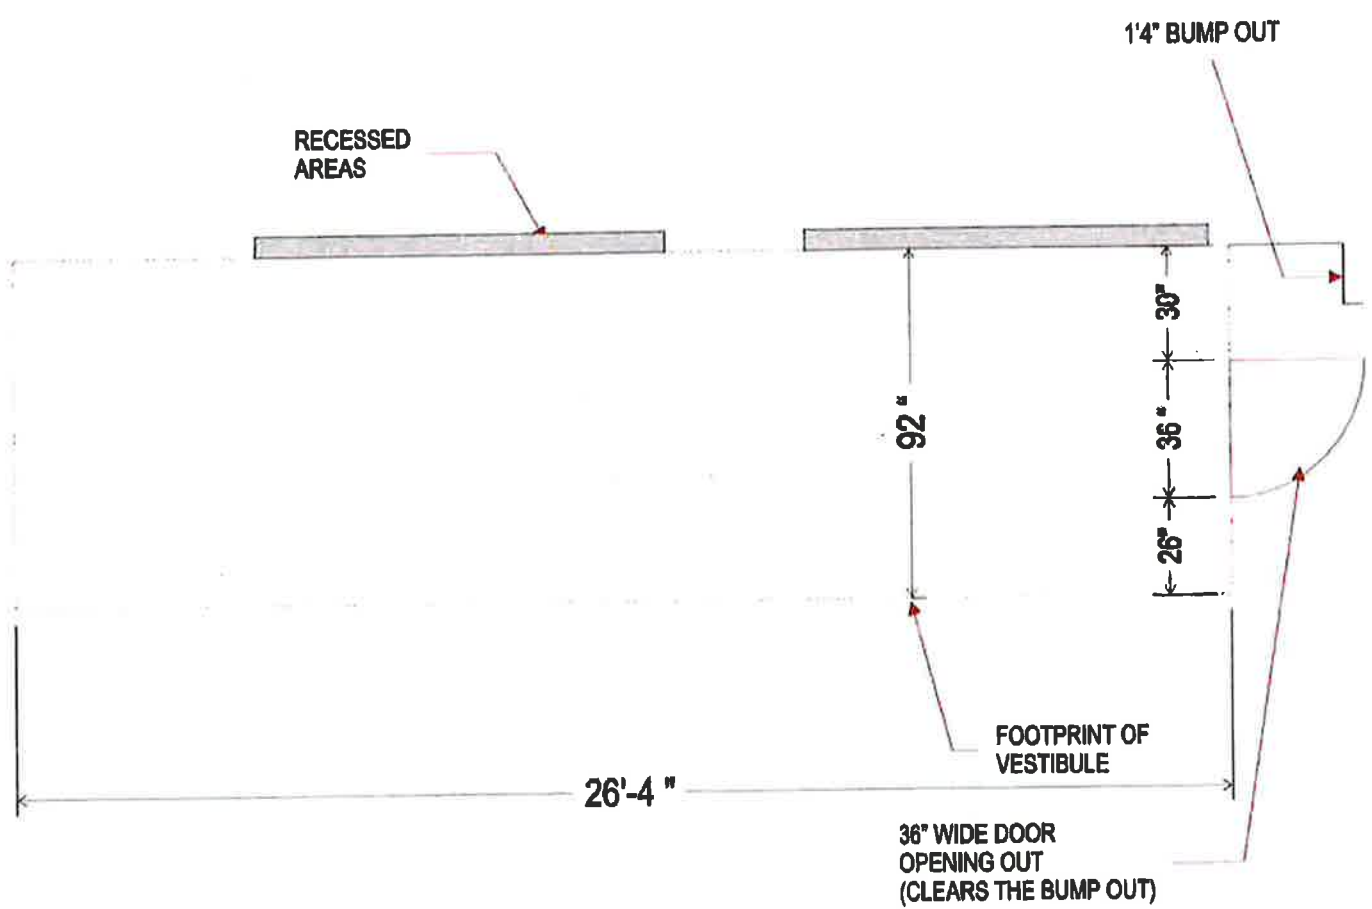 1'4" BUMP OUT
RECESSED
AREAS
30"
92 "
36 "
26"
FOOTPRINT OF
VESTIBULE
26'-4 "
36" WIDE DOOR
OPENING OUT
(CLEARS THE BUMP OUT)